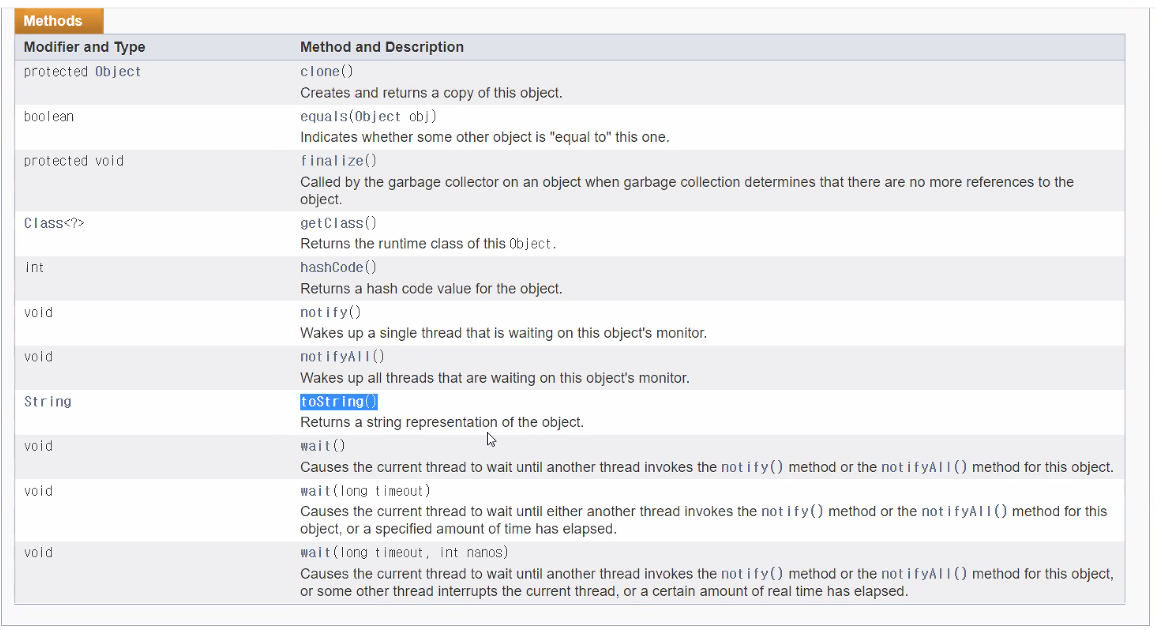 Methods
Modifier and Type Method and Description
protected Object clone()
Creates and returns a copy of this object.
boolean equals(Object obj)
Indicates whether some other object is "equal to" this one.
protected void finalize()
Called by the garbage collector on an object when garbage collection determines that there are no more references to the
object.
Class<?> getClass()
Returns the runtime class of this Object.
int hashCode()
Returns a hash code value for the object.
void notify()
Wakes up a single thread that is waiting on this object's monitor.
void notifyAll()
Wakes up all threads that are waiting on this object's monitor.
String toString()
Returns a string representation of the object.
void wait()
Causes the current thread to wait until another thread invokes the notify() method or the notifyAll() method for this object.
void wait(long timeout)
Causes the current thread to wait until either another thread invokes the notify() method or the notifyAll() method for this
object, or a specified amount of time has elapsed.
void wait(long timeout, int nanos)
Causes the current thread to wait until another thread invokes the notify() method or the notifyAll() method for this object,
or some other thread interrupts the current thread, or a certain amount of real time has elapsed.